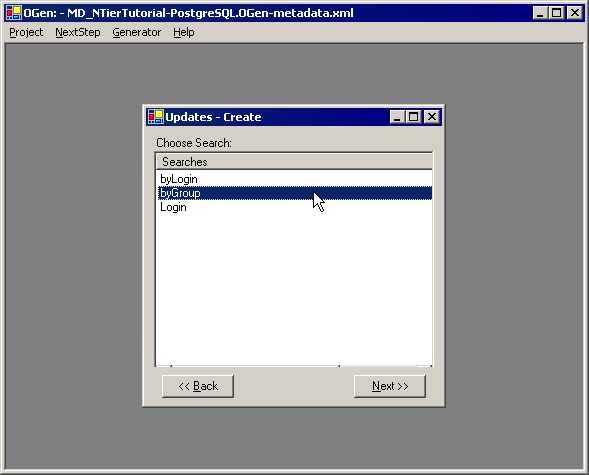 OGen: - MD_NTierTutorial-PostgreSQL.OGen-metadata.xml
Project NextStep Generator Help
Updates - Create
Choose Search:
Searches
byLogin
byGroup
Login
<< Back Next >>